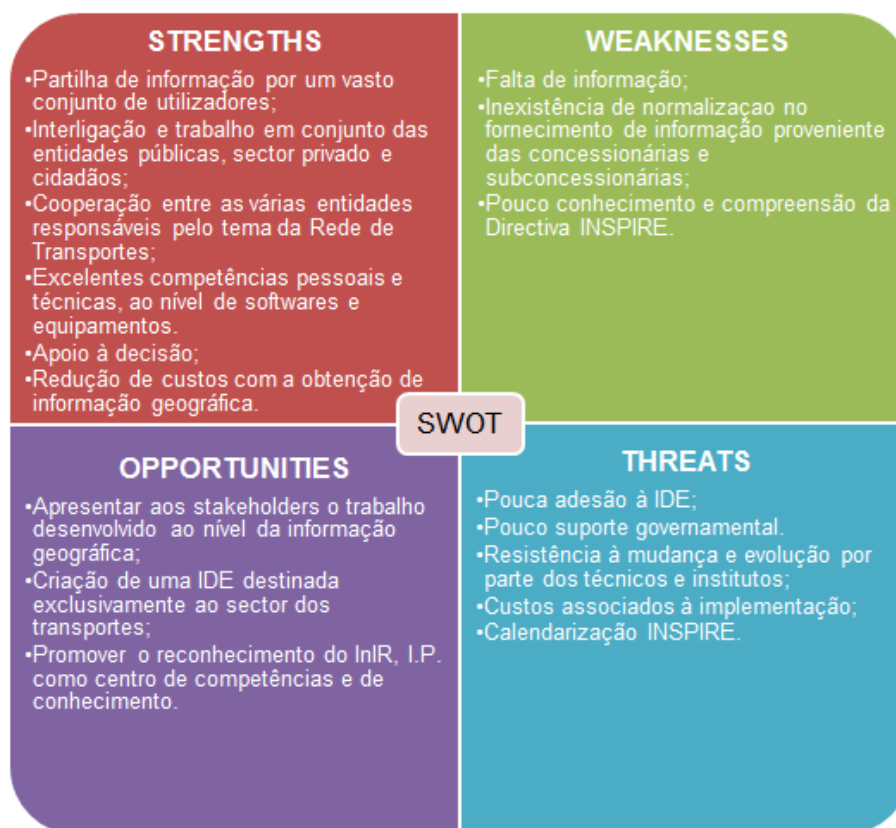 STRENGTHS
•Partilha de informação por um vasto
conjunto de utilizadores;
•Interligação e trabalho em conjunto das
entidades públicas, sector privado e
cidadãos;
•Cooperação entre as várias entidades
responsáveis pelo tema da Rede de
Transportes;
•Excelentes competências pessoais e
técnicas, ao nível de softwares e
equipamentos.
•Apoio à decisão;
•Redução de custos com a obtenção de
informação geográfica.
WEAKNESSES
•Falta de informação;
•Inexistência de normalizaçao no
fornecimento de informação proveniente
das concessionárias e
subconcessionárias;
•Pouco conhecimento e compreensão da
Directiva INSPIRE.
SWOT
OPPORTUNITIES
•Apresentar aos stakeholders o trabalho
desenvolvido ao nível da informação
geográfica;
•Criação de uma IDE destinada
exclusivamente ao sector dos
transportes;
•Promover o reconhecimento do InIR, I.P.
como centro de competências e de
conhecimento.
THREATS
•Pouca adesão à IDE;
•Pouco suporte governamental.
•Resistência à mudança e evolução por
parte dos técnicos e institutos;
•Custos associados à implementação;
•Calendarização INSPIRE.